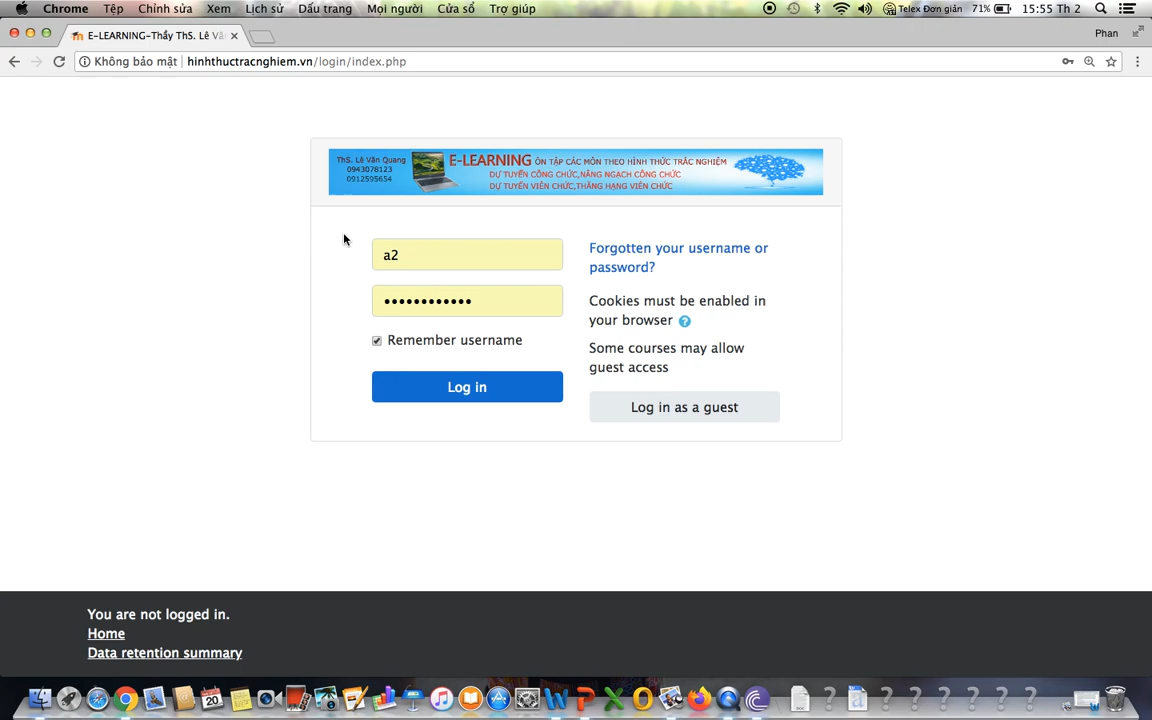 Chrome Tệp Chỉnh sửa Xem Lịch sử Dấu trang Mọi người Cửa sổ Trợ giúp Telex Đơn giản 71% 15:55 Th 2
E-LEARNING-Thầy ThS. Lê Vă
Phan
Không bảo mật hinhthuctracnghiem.vn/login/index.php
ThS. Lê Văn Quang
0943078123
0912595654
E-LEARNING ÔN TẬP CÁC MÔN THEO HÌNH THỨC TRẮC NGHIỆM
DỰ TUYỂN CÔNG CHỨC,NÂNG NGẠCH CÔNG CHỨC
DỰ TUYỂN VIÊN CHỨC,THĂNG HẠNG VIÊN CHỨC
a2
••••••••••••
Remember username
Log in
Forgotten your username or
password?
Cookies must be enabled in
your browser
Some courses may allow
guest access
Log in as a guest
You are not logged in.
Home
Data retention summary
20